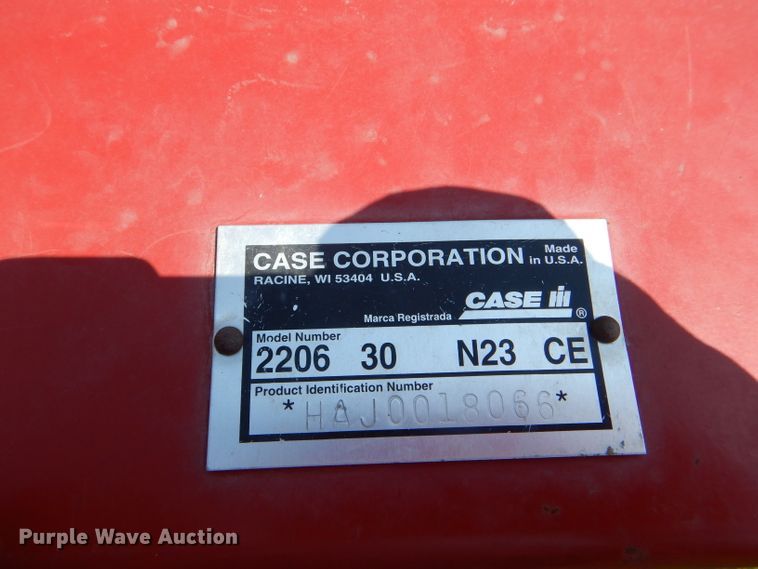 CASE CORPORATION Made in U.S.A.
RACINE, WI 53404 U.S.A.
Marca Registrada CASE IH ®
Model Number
2206 30 N23 CE
Product Identification Number
*HAJ0018066*
Purple Wave Auction